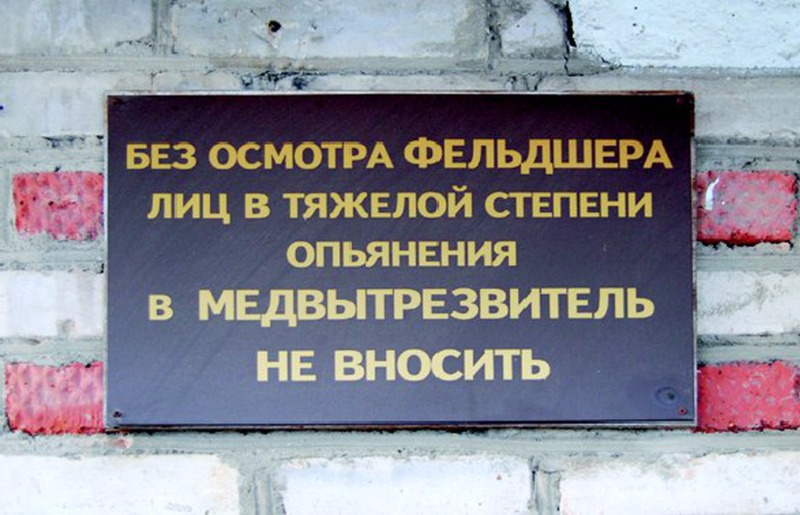 БЕЗ ОСМОТРА ФЕЛЬДШЕРА
ЛИЦ В ТЯЖЕЛОЙ СТЕПЕНИ
ОПЬЯНЕНИЯ
В МЕДВЫТРЕЗВИТЕЛЬ
НЕ ВНОСИТЬ